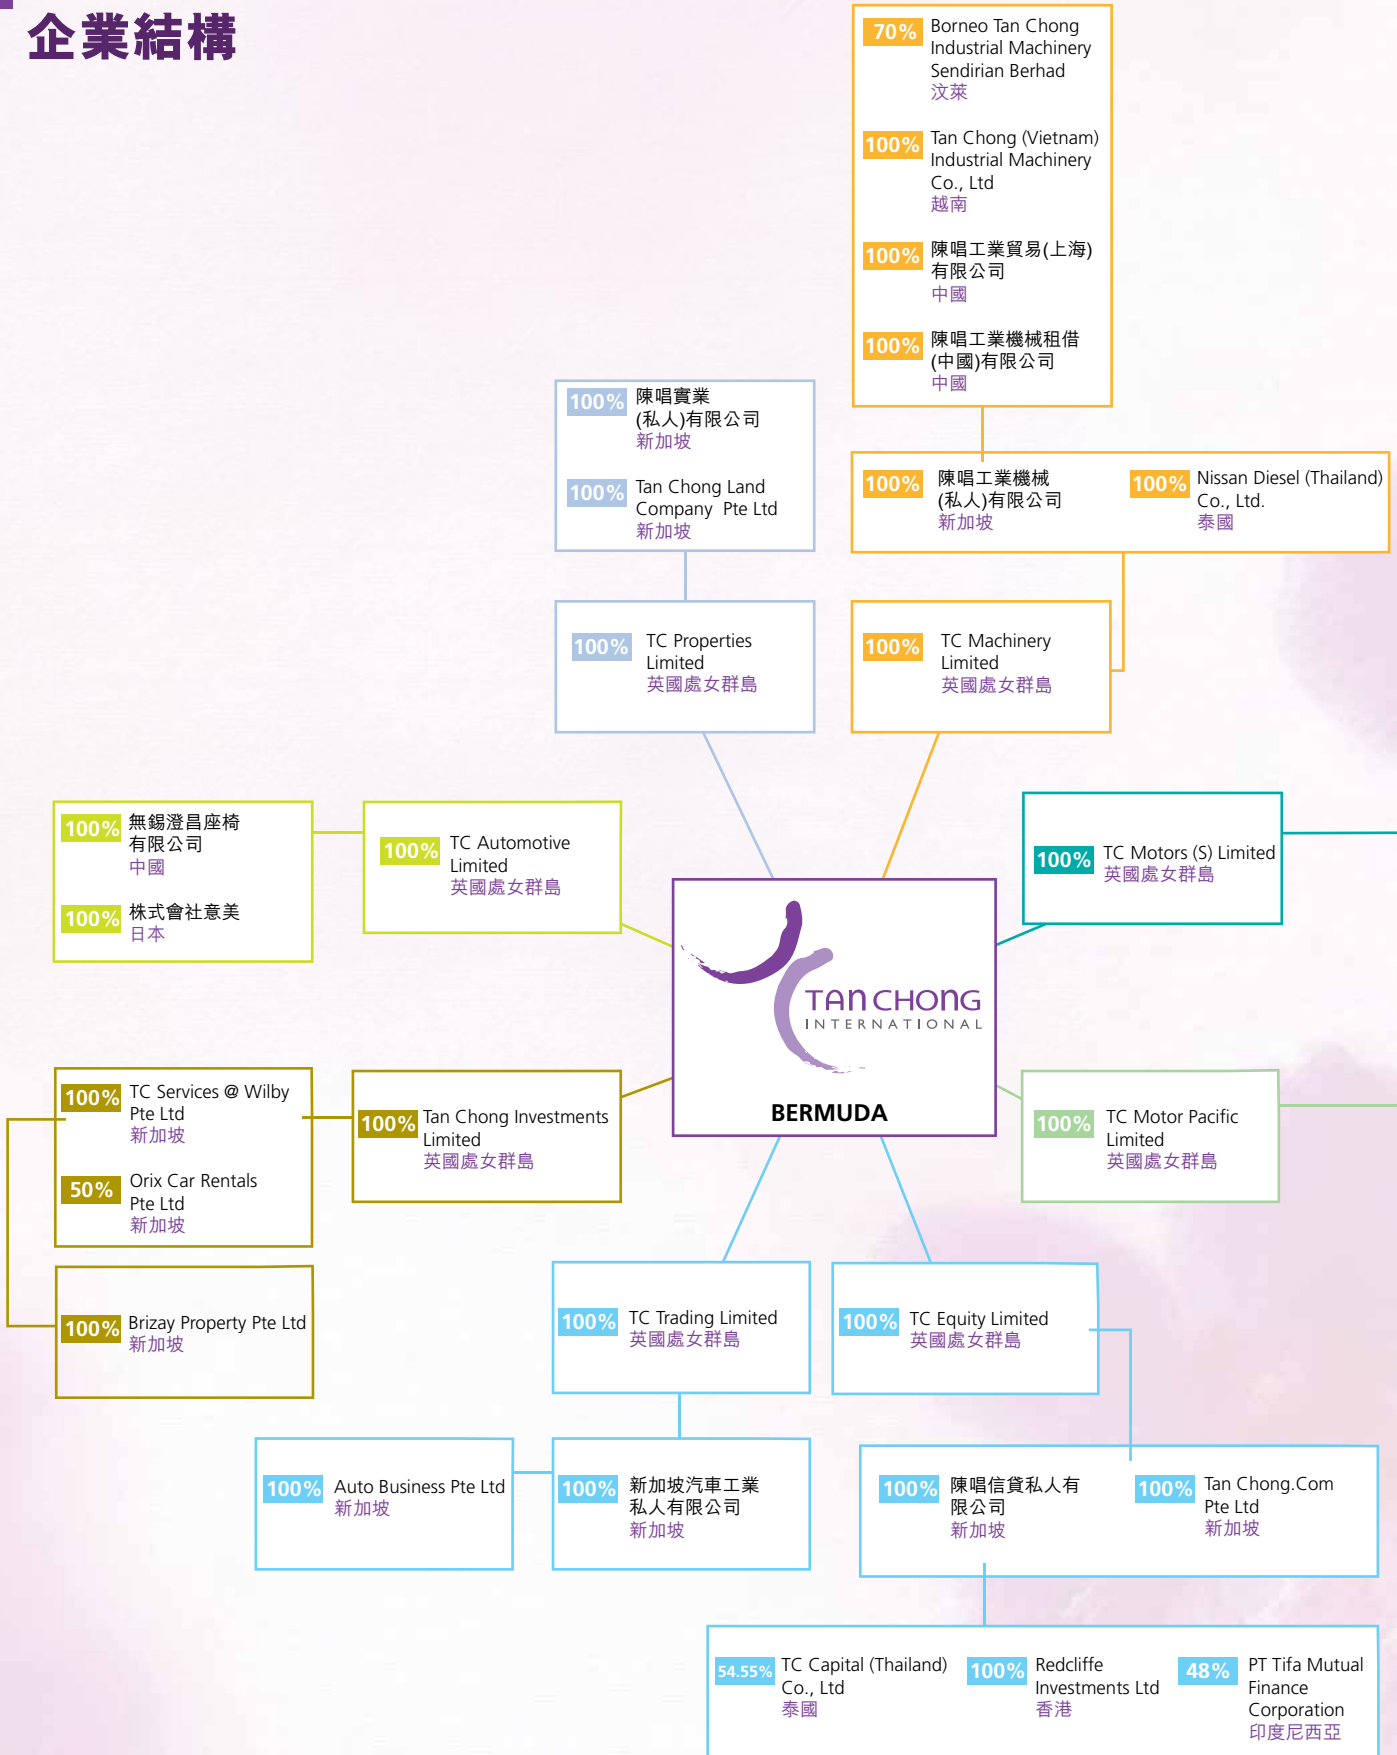 企業結構
70%
Borneo Tan Chong
Industrial Machinery
Sendirian Berhad
汶萊
100%
Tan Chong (Vietnam)
Industrial Machinery
Co., Ltd
越南
100%
陳唱工業貿易(上海)
有限公司
中國
100%
陳唱工業機械租借
(中國)有限公司
中國
100%
陳唱實業
(私人)有限公司
新加坡
100%
Tan Chong Land
Company Pte Ltd
新加坡
100%
陳唱工業機械
(私人)有限公司
新加坡
100%
Nissan Diesel (Thailand)
Co., Ltd.
泰國
100%
TC Properties
Limited
英國處女群島
100%
TC Machinery
Limited
英國處女群島
100%
無錫澄昌座椅
有限公司
中國
100%
株式會社意美
日本
100%
TC Automotive
Limited
英國處女群島
100%
TC Motors (S) Limited
英國處女群島
TAN CHONG
INTERNATIONAL
BERMUDA
100%
TC Services @ Wilby
Pte Ltd
新加坡
50%
Orix Car Rentals
Pte Ltd
新加坡
100%
Tan Chong Investments
Limited
英國處女群島
100%
TC Motor Pacific
Limited
英國處女群島
100%
Brizay Property Pte Ltd
新加坡
100%
TC Trading Limited
英國處女群島
100%
TC Equity Limited
英國處女群島
100%
Auto Business Pte Ltd
新加坡
100%
新加坡汽車工業
私人有限公司
新加坡
100%
陳唱信貸私人有
限公司
新加坡
100%
Tan Chong.Com
Pte Ltd
新加坡
54.55%
TC Capital (Thailand)
Co., Ltd
泰國
100%
Redcliffe
Investments Ltd
香港
48%
PT Tifa Mutual
Finance
Corporation
印度尼西亞